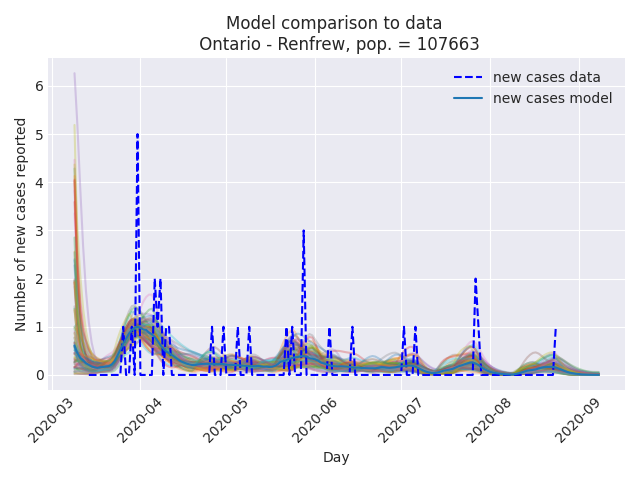 Model comparison to data
Ontario - Renfrew, pop. = 107663
new cases data
new cases model
Number of new cases reported
6
5
4
3
2
1
0
2020-03
2020-04
2020-05
2020-06
2020-07
2020-08
2020-09
Day